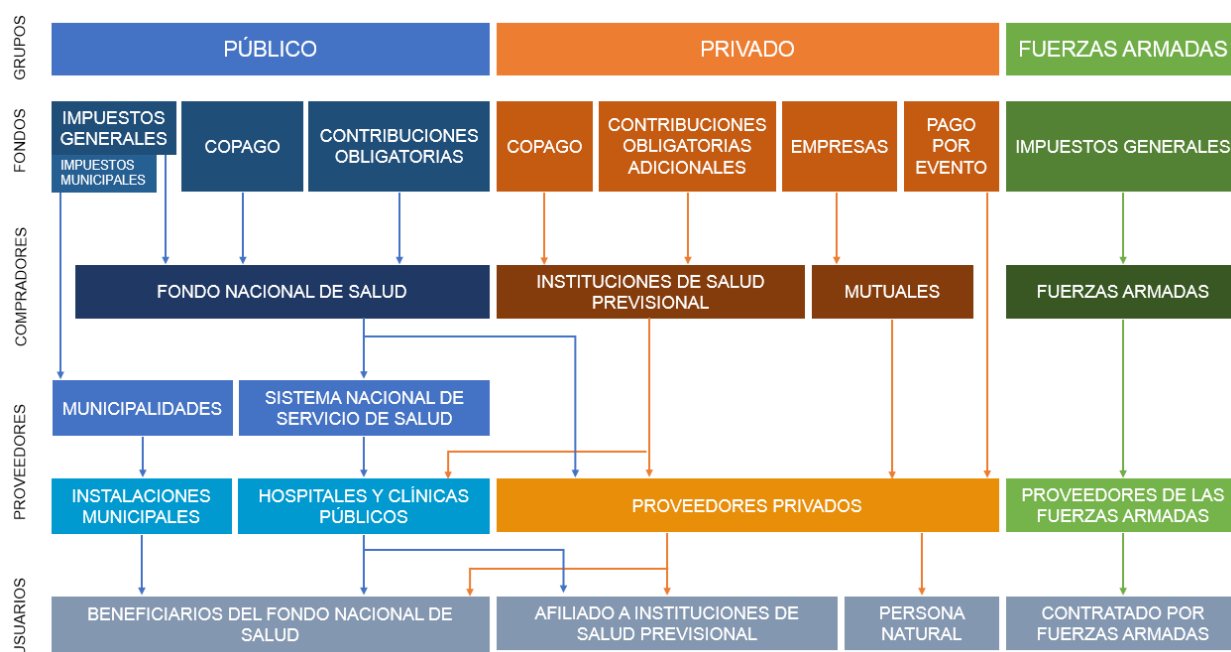 GRUPOS
PÚBLICO
PRIVADO
FUERZAS ARMADAS
FONDOS
IMPUESTOS
GENERALES
IMPUESTOS
MUNICIPALES
COPAGO
CONTRIBUCIONES
OBLIGATORIAS
COPAGO
CONTRIBUCIONES
OBLIGATORIAS
ADICIONALES
EMPRESAS
PAGO
POR
EVENTO
IMPUESTOS GENERALES
COMPRADORES
FONDO NACIONAL DE SALUD
INSTITUCIONES DE SALUD
PREVISIONAL
MUTUALES
FUERZAS ARMADAS
PROVEEDORES
MUNICIPALIDADES
SISTEMA NACIONAL DE
SERVICIO DE SALUD
INSTALACIONES
MUNICIPALES
HOSPITALES Y CLÍNICAS
PÚBLICOS
PROVEEDORES PRIVADOS
PROVEEDORES DE LAS
FUERZAS ARMADAS
USUARIOS
BENEFICIARIOS DEL FONDO NACIONAL DE
SALUD
AFILIADO A INSTITUCIONES DE
SALUD PREVISIONAL
PERSONA
NATURAL
CONTRATADO POR
FUERZAS ARMADAS